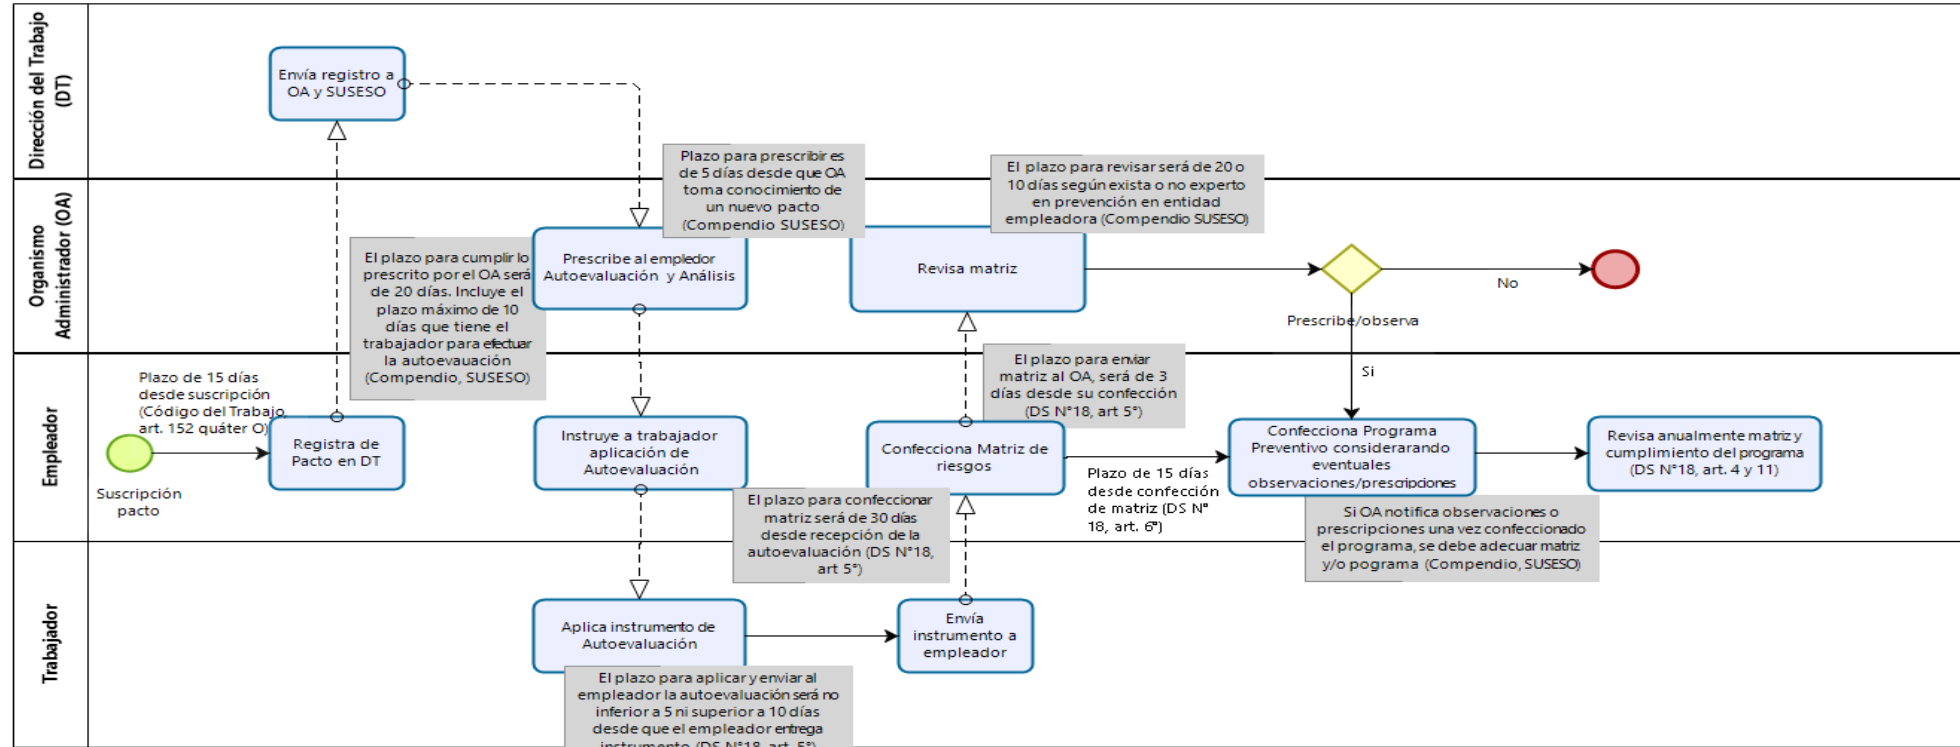 Dirección del Trabajo
(DT)
Envía registro a
OA y SUSESO
Plazo para prescribir es
de 5 días desde que OA
toma conocimiento de
un nuevo pacto
(Compendio SUSESO)
El plazo para revisar será de 20 o
10 días según exista o no experto
en prevención en entidad
empleadora (Compendio SUSESO)
Organismo
Administrador (OA)
El plazo para cumplir lo
prescrito por el OA será
de 20 días. Incluye el
plazo máximo de 10
días que tiene el
trabajador para efectuar
la autoevauación
(Compendio, SUSESO)
Prescribe al empledor
Autoevaluación y Análisis
Revisa matriz
No
Prescribe/observa
Si
Empleador
Plazo de 15 días
desde suscripción
(Código del Trabajo,
art. 152 quáter O)
Suscripción
pacto
Registra de
Pacto en DT
Instruye a trabajador
aplicación de
Autoevaluación
El plazo para enviar
matriz al OA, será de 3
días desde su confección
(DS N°18, art 5°)
Confecciona Matriz de
riesgos
El plazo para confeccionar
matriz será de 30 días
desde recepción de la
autoevaluación (DS N°18,
art 5°)
Plazo de 15 días
desde confección
de matriz (DS N°
18, art. 6°)
Confecciona Programa
Preventivo considerarando
eventuales
observaciones/prescripciones
Revisa anualmente matriz y
cumplimiento del programa
(DS N°18, art. 4 y 11)
Si OA notifica observaciones o
prescripciones una vez confeccionado
el programa, se debe adecuar matriz
y/o pograma (Compendio, SUSESO)
Trabajador
Aplica instrumento de
Autoevaluación
Envía
instrumento a
empleador
El plazo para aplicar y enviar al
empleador la autoevaluación será no
inferior a 5 ni superior a 10 días
desde que el empleador entrega
instrumento (DS N°18, art. 5°)